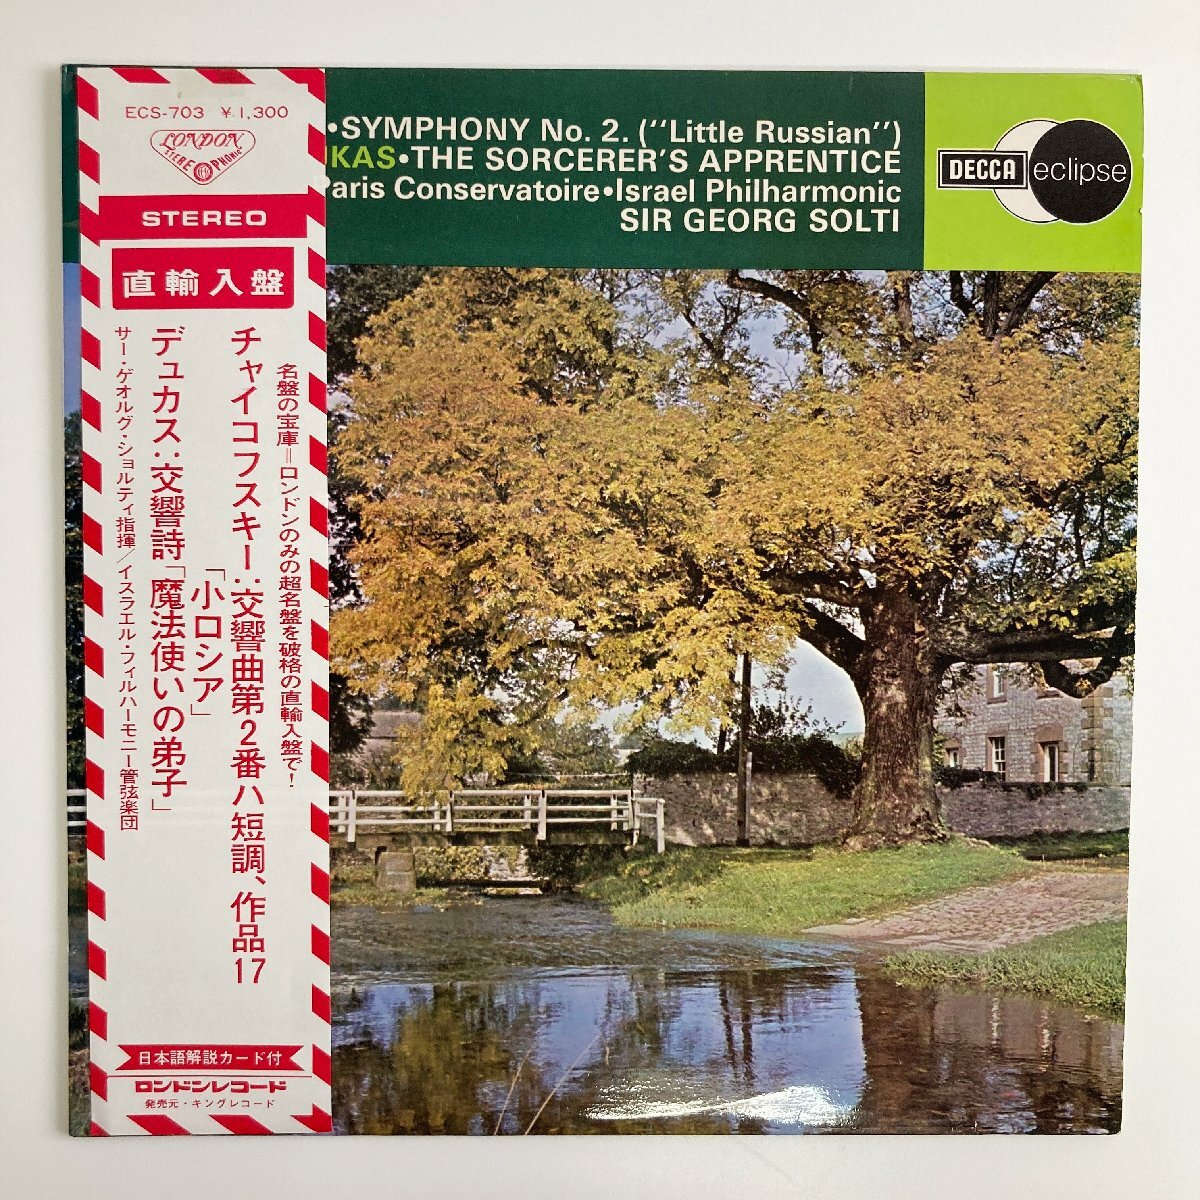 ECS-703 ¥1,300
LONDON
STEREOPHONIC
STEREO
直輸入盤
名盤の宝庫=ロンドンのみの超名盤を破格の直輸入盤で!
チャイコフスキー:交響曲第2番ハ短調、作品17
「小ロシア」
デュカス:交響詩「魔法使いの弟子」
サー・ゲオルグ・ショルティ指揮/イスラエル・フィルハーモニー管弦楽団
日本語解説カード付
ロンドンレコード
発売元・キングレコード
•SYMPHONY No. 2. ("Little Russian")
KAS•THE SORCERER'S APPRENTICE
Paris Conservatoire•Israel Philharmonic
SIR GEORG SOLTI
DECCA eclipse